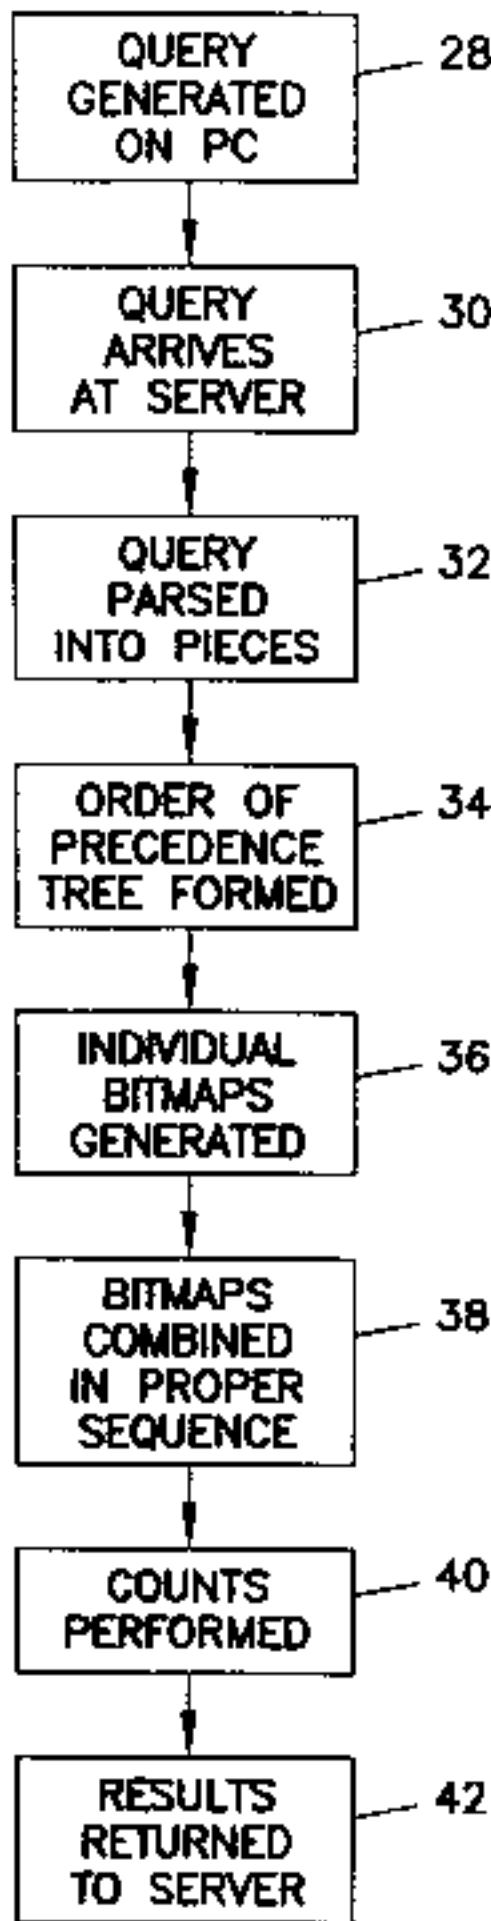 QUERY
GENERATED
ON PC
28
QUERY
ARRIVES
AT SERVER
30
QUERY
PARSED
INTO PIECES
32
ORDER OF
PRECEDENCE
TREE FORMED
34
INDIVIDUAL
BITMAPS
GENERATED
36
BITMAPS
COMBINED
IN PROPER
SEQUENCE
38
COUNTS
PERFORMED
40
RESULTS
RETURNED
TO SERVER
42